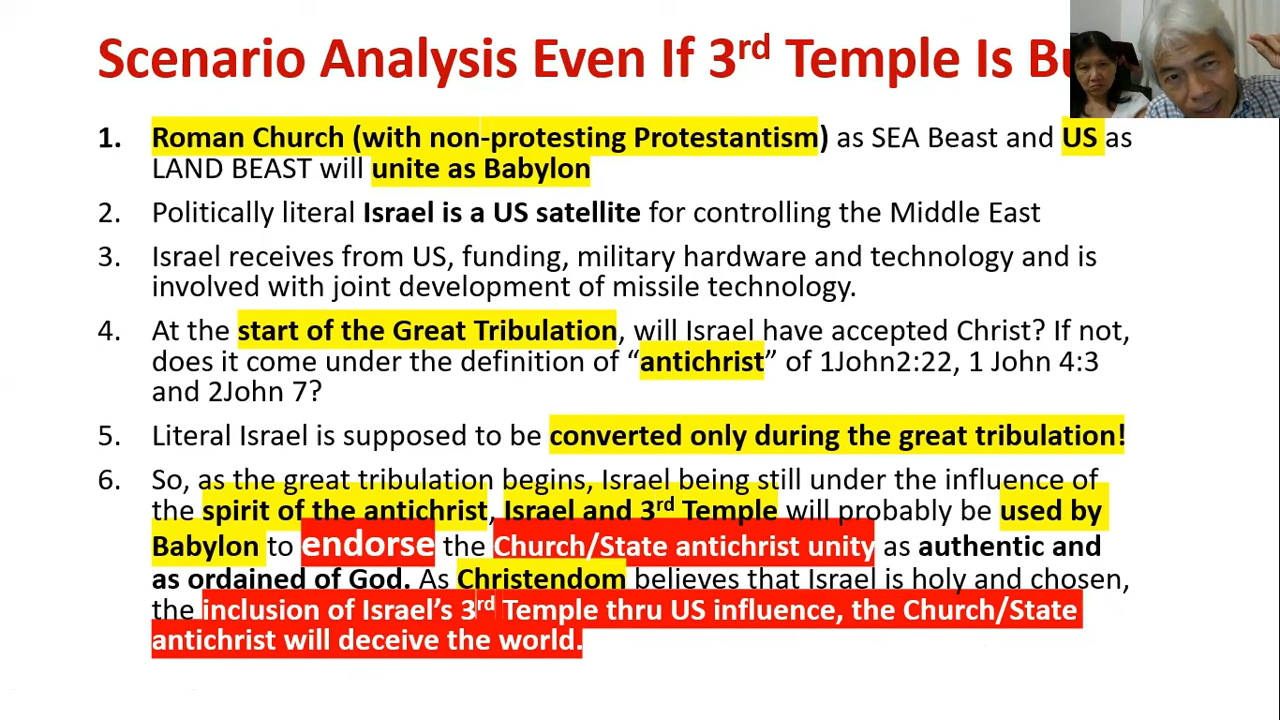 Scenario Analysis Even If 3rd Temple Is
1. Roman Church (with non-protesting Protestantism) as SEA Beast and US as
LAND BEAST will unite as Babylon
2. Politically literal Israel is a US satellite for controlling the Middle East
3. Israel receives from US, funding, military hardware and technology and is
involved with joint development of missile technology.
4. At the start of the Great Tribulation, will Israel have accepted Christ? If not,
does it come under the definition of “antichrist” of 1John2:22, 1 John 4:3
and 2John 7?
5. Literal Israel is supposed to be converted only during the great tribulation!
6. So, as the great tribulation begins, Israel being still under the influence of
the spirit of the antichrist, Israel and 3rd Temple will probably be used by
Babylon to endorse the Church/State antichrist unity as authentic and
as ordained of God. As Christendom believes that Israel is holy and chosen,
the inclusion of Israel’s 3rd Temple thru US influence, the Church/State
antichrist will deceive the world.